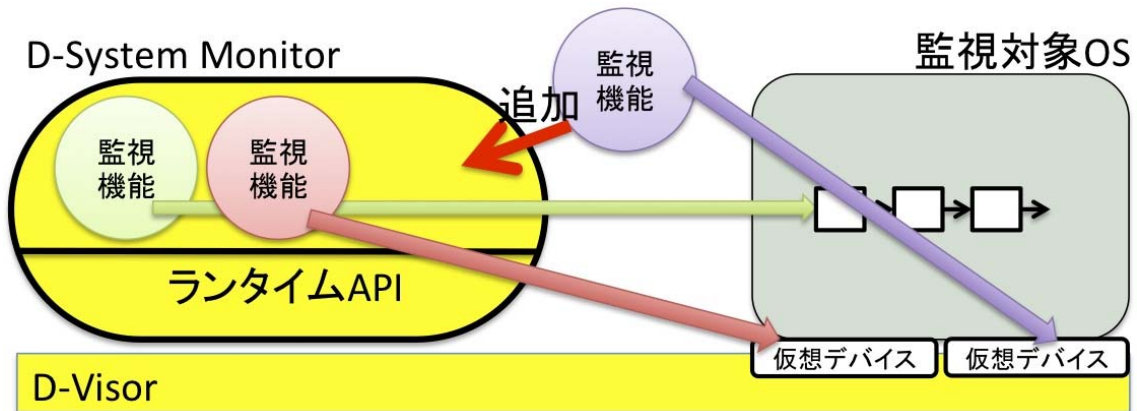 D-System Monitor
監視対象OS
監視
機能
追加
監視
機能
監視
機能
ランタイムAPI
仮想デバイス
仮想デバイス
D-Visor